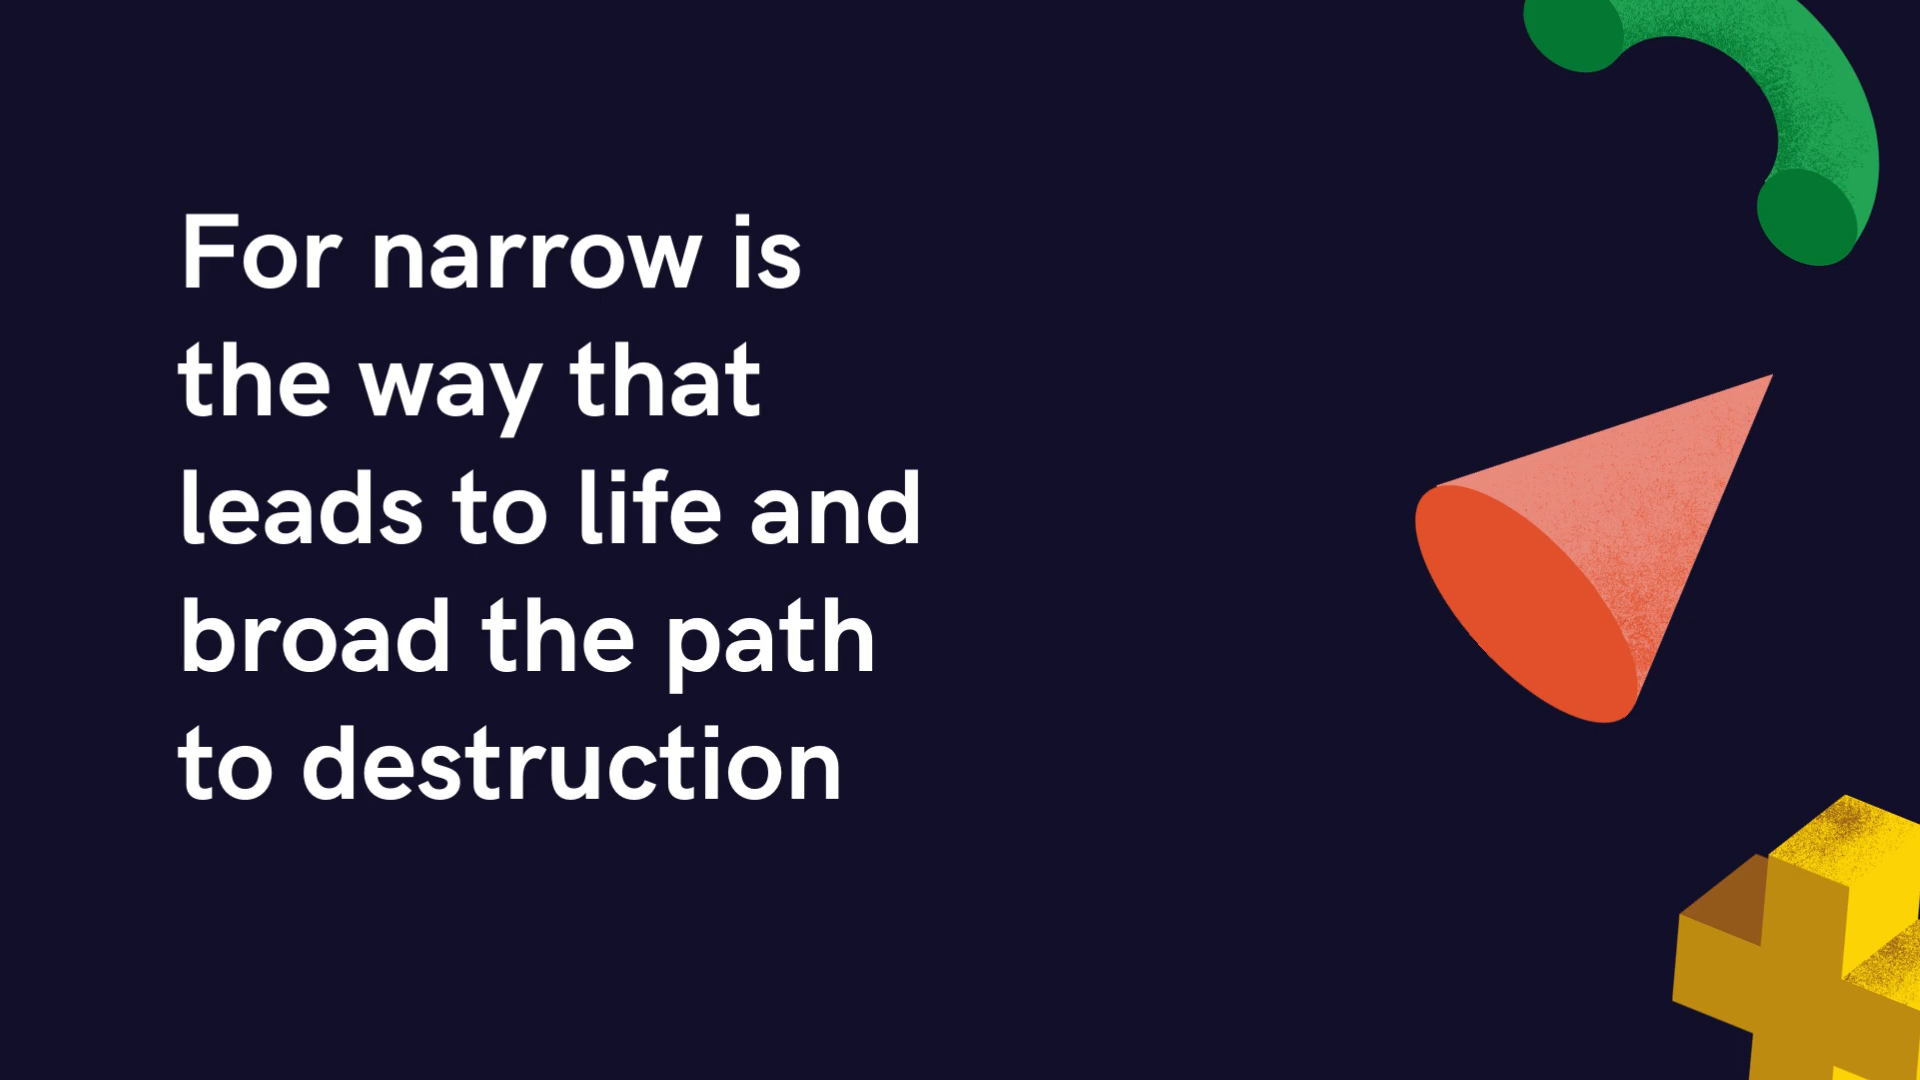 For narrow is
the way that
leads to life and
broad the path
to destruction